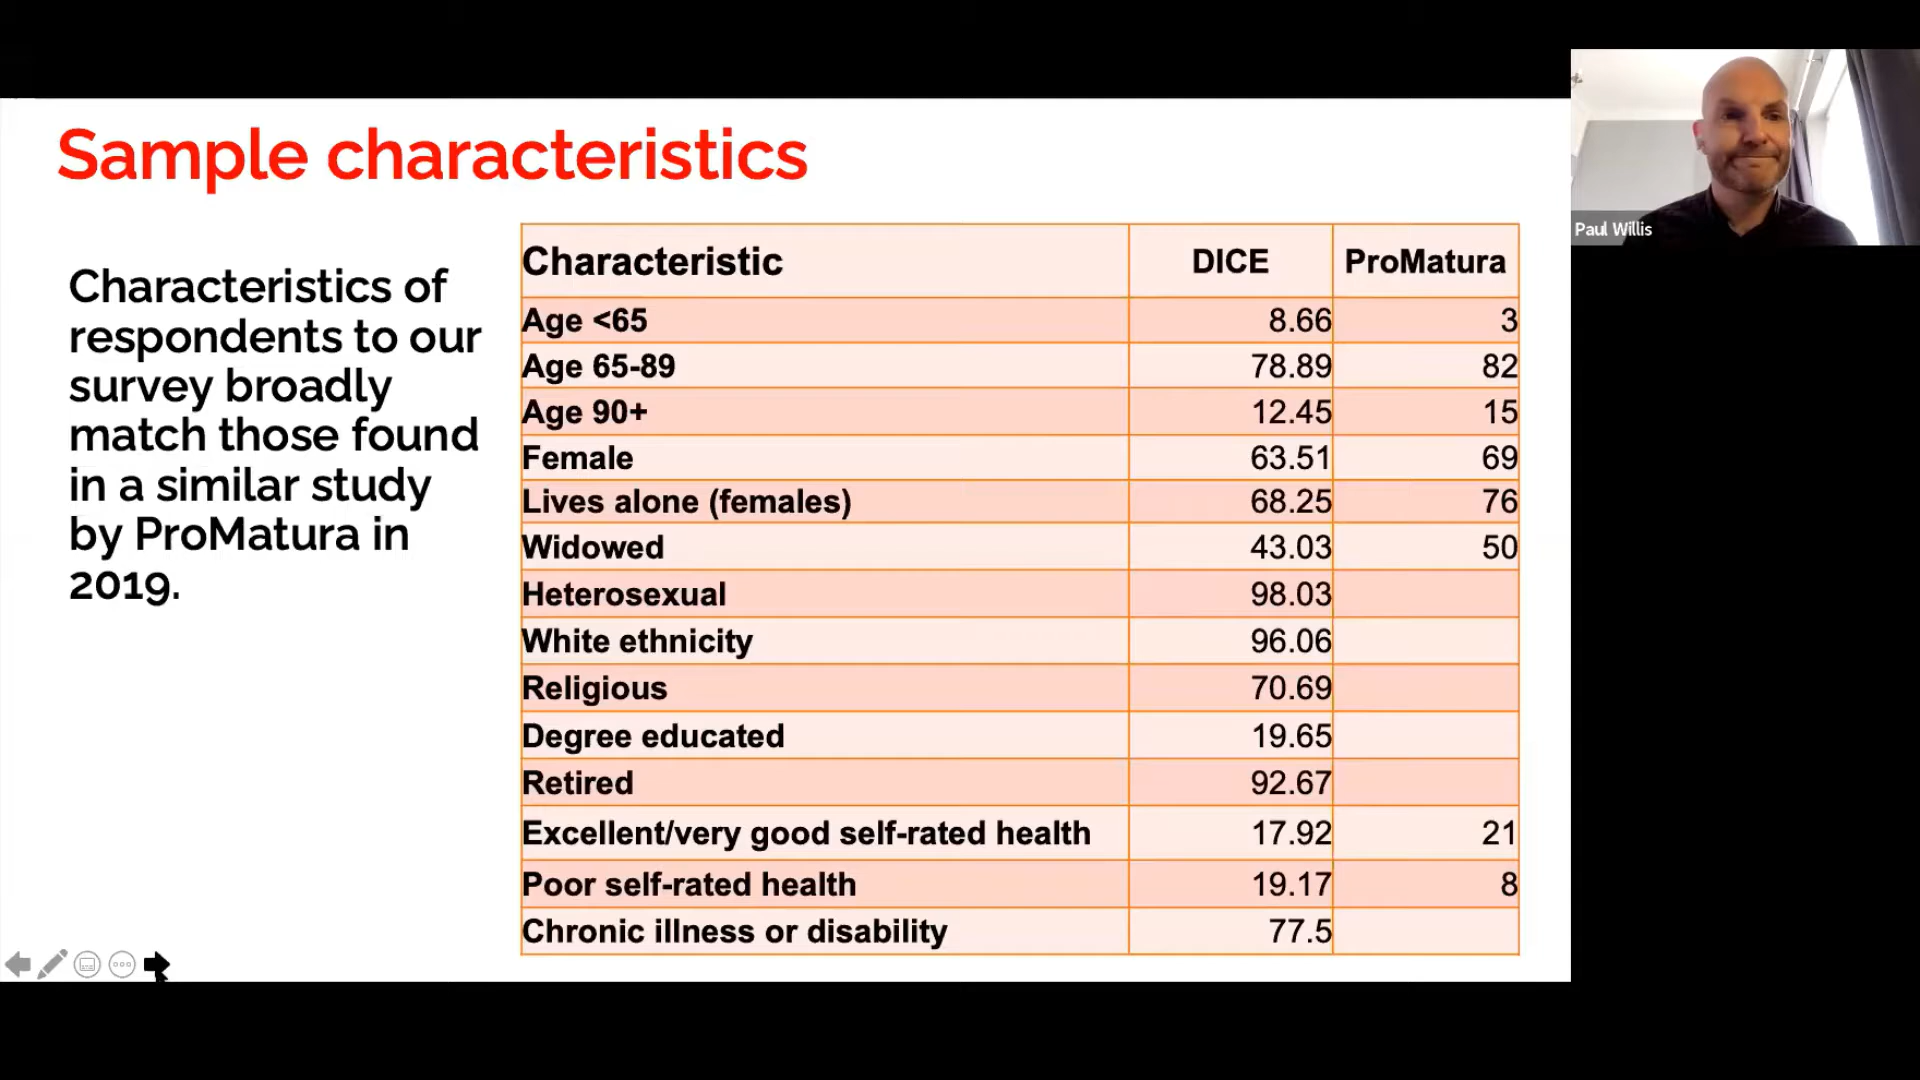 Sample characteristics
Characteristics of
respondents to our
survey broadly
match those found
in a similar study
by ProMatura in
2019.
Characteristic DICE ProMatura
Age <65 8.66 3
Age 65-89 78.89 82
Age 90+ 12.45 15
Female 63.51 69
Lives alone (females) 68.25 76
Widowed 43.03 50
Heterosexual 98.03
White ethnicity 96.06
Religious 70.69
Degree educated 19.65
Retired 92.67
Excellent/very good self-rated health 17.92 21
Poor self-rated health 19.17 8
Chronic illness or disability 77.5
Paul Willis